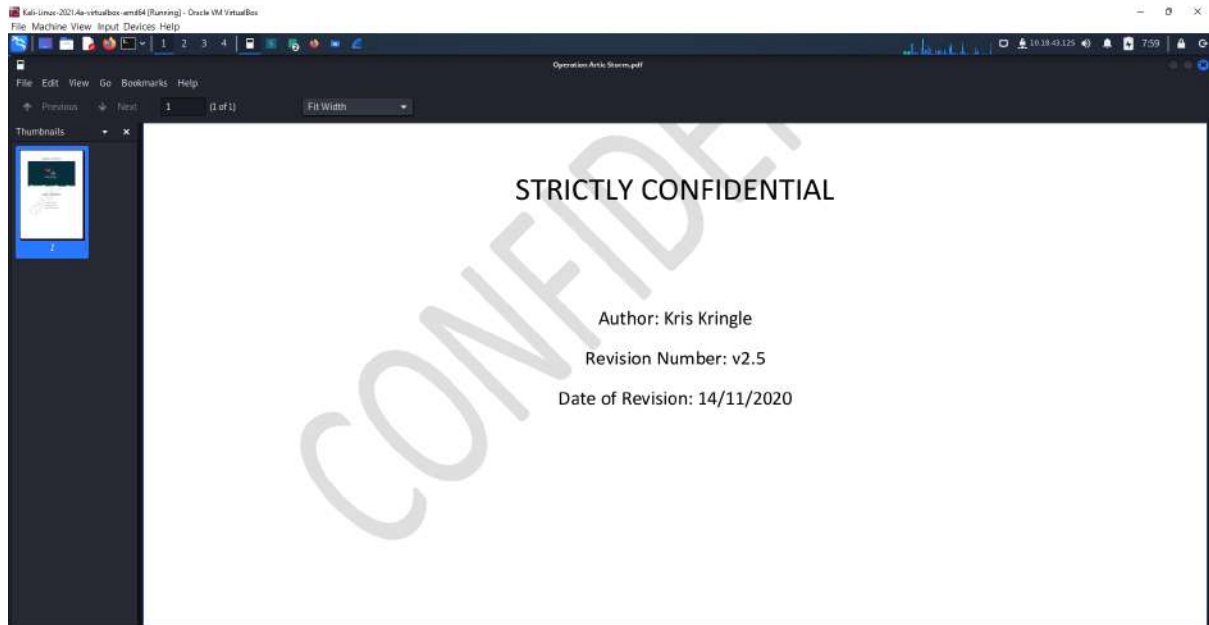 Kali-Linux-2021.4a-virtualbox-amd64 [Running] - Oracle VM VirtualBox
File Machine View Input Devices Help
1 2 3 4
7:59
Operation Artic Storm.pdf
File Edit View Go Bookmarks Help
Previous Next 1 (1 of 1) Fit Width
Thumbnails
1
STRICTLY CONFIDENTIAL
Author: Kris Kringle
Revision Number: v2.5
Date of Revision: 14/11/2020
CONFID